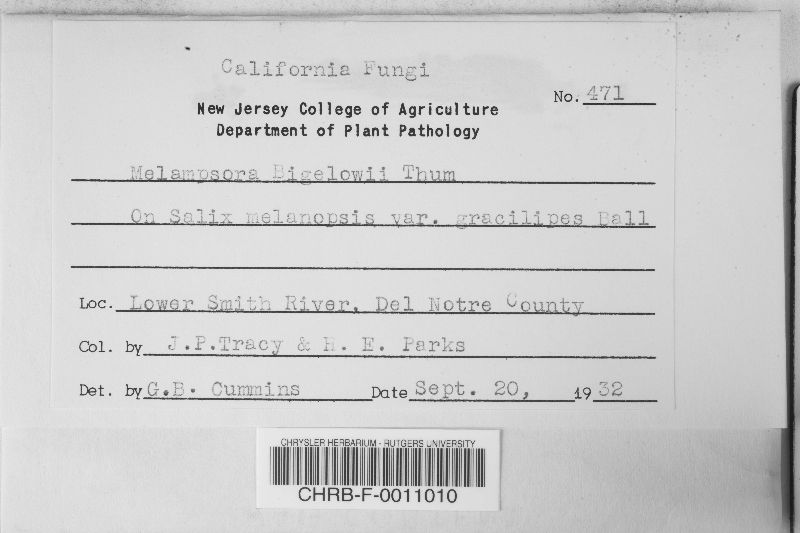 California Fungi
No. 471
New Jersey College of Agriculture
Department of Plant Pathology
Melampsora Bigelowii Thum
On Salix melanopsis var. gracilipes Ball
Loc. Lower Smith River, Del Notre County
Col. by J.P.Tracy & H. E. Parks
Det. by G.B. Cummins Date Sept. 20, 1932
CHRYSLER HERBARIUM - RUTGERS UNIVERSITY
CHRB-F-0011010